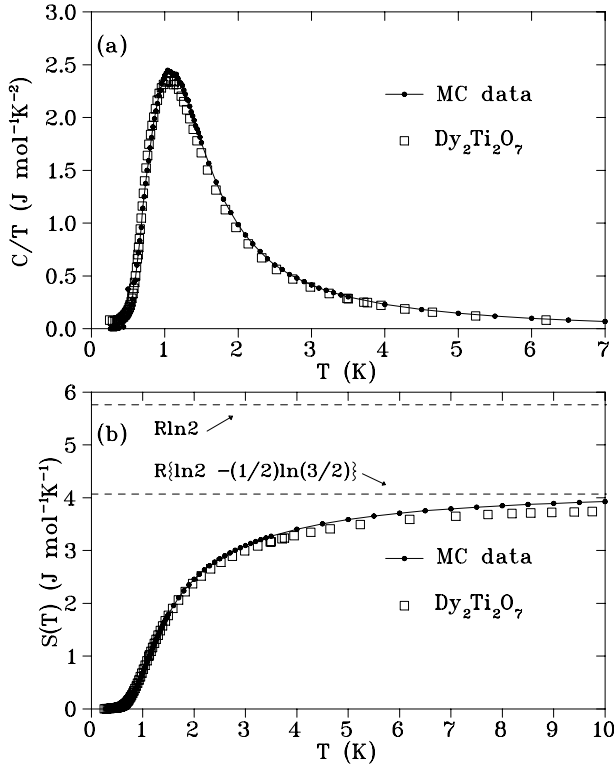 (a)
3.0
2.5
2.0
1.5
1.0
0.5
0.0
C/T (J mol⁻¹K⁻²)
MC data
Dy₂Ti₂O₇
0 1 2 3 4 5 6 7
T (K)
(b)
6
5
4
3
2
1
0
S(T) (J mol⁻¹K⁻¹)
Rln2
R{ln2 -(1/2)ln(3/2)}
MC data
Dy₂Ti₂O₇
0 1 2 3 4 5 6 7 8 9 10
T (K)